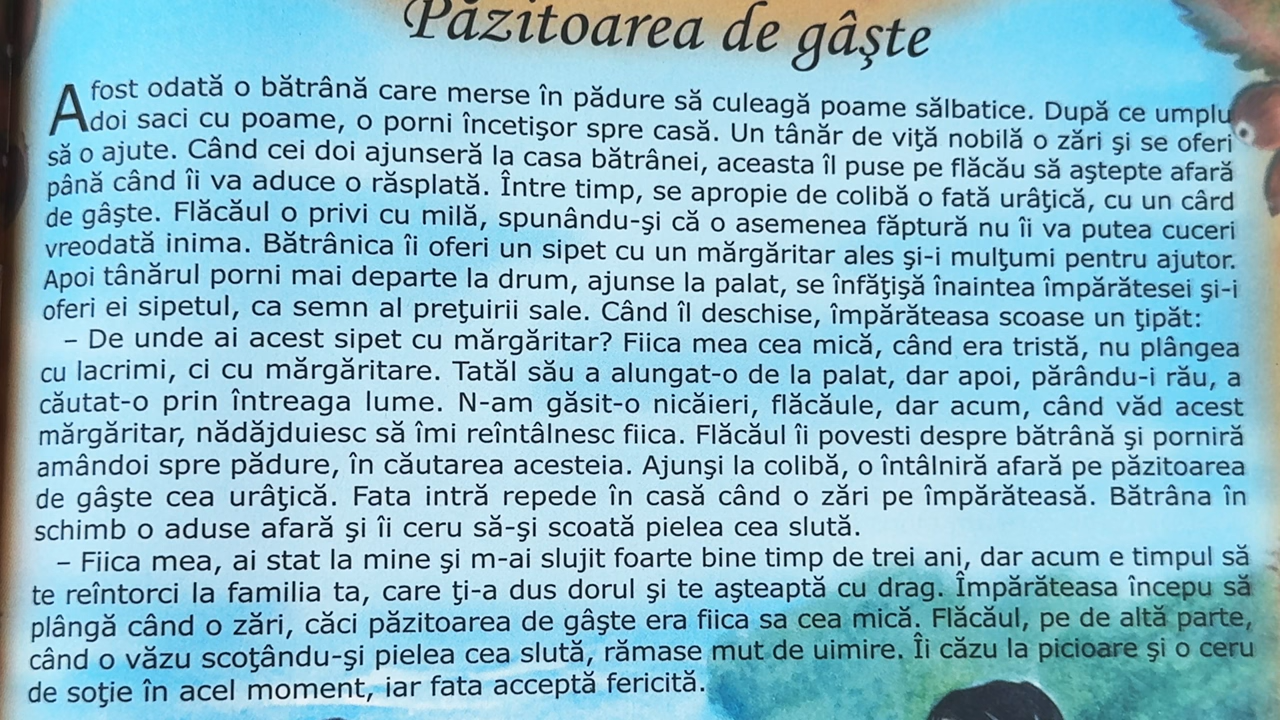 Păzitoarea de gâşte
A fost odată o bătrână care merse în pădure să culeagă poame sălbatice. După ce umplu
doi saci cu poame, o porni încetişor spre casă. Un tânăr de viţă nobilă o zări şi se oferi
să o ajute. Când cei doi ajunseră la casa bătrânei, aceasta îl puse pe flăcău să aştepte afară
până când îi va aduce o răsplată. Între timp, se apropie de colibă o fată urâţică, cu un cârd
de gâşte. Flăcăul o privi cu milă, spunându-şi că o asemenea făptură nu îi va putea cuceri
vreodată inima. Bătrânica îi oferi un sipet cu un mărgăritar ales şi-i mulţumi pentru ajutor.
Apoi tânărul porni mai departe la drum, ajunse la palat, se înfăţişă înaintea împărătesei şi-i
oferi ei sipetul, ca semn al preţuirii sale. Când îl deschise, împărăteasa scoase un ţipăt:
– De unde ai acest sipet cu mărgăritar? Fiica mea cea mică, când era tristă, nu plângea
cu lacrimi, ci cu mărgăritare. Tatăl său a alungat-o de la palat, dar apoi, părându-i rău, a
căutat-o prin întreaga lume. N-am găsit-o nicăieri, flăcăule, dar acum, când văd acest
mărgăritar, nădăjduiesc să îmi reîntâlnesc fiica. Flăcăul îi povesti despre bătrână şi porniră
amândoi spre pădure, în căutarea acesteia. Ajunşi la colibă, o întâlniră afară pe păzitoarea
de gâşte cea urâţică. Fata intră repede în casă când o zări pe împărăteasă. Bătrâna în
schimb o aduse afară şi îi ceru să-şi scoată pielea cea slută.
– Fiica mea, ai stat la mine şi m-ai slujit foarte bine timp de trei ani, dar acum e timpul să
te reîntorci la familia ta, care ţi-a dus dorul şi te aşteaptă cu drag. Împărăteasa începu să
plângă când o zări, căci păzitoarea de gâşte era fiica sa cea mică. Flăcăul, pe de altă parte,
când o văzu scoţându-şi pielea cea slută, rămase mut de uimire. Îi căzu la picioare şi o ceru
de soţie în acel moment, iar fata acceptă fericită.